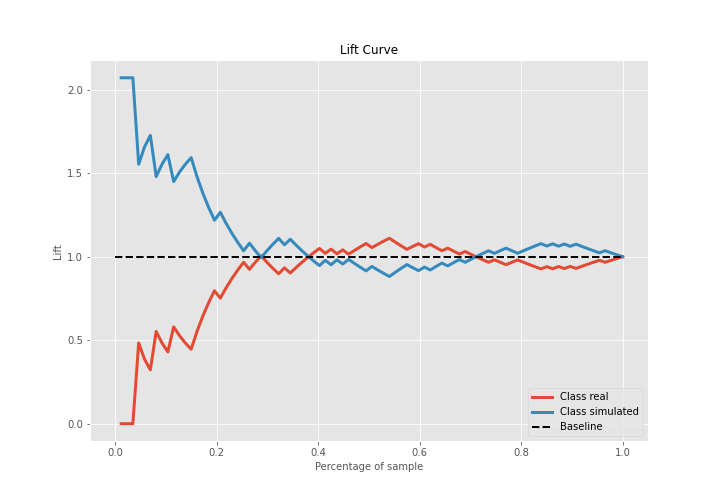 Lift Curve
2.0
1.5
1.0
0.5
0.0
Lift
0.0 0.2 0.4 0.6 0.8 1.0
Percentage of sample
Class real
Class simulated
Baseline